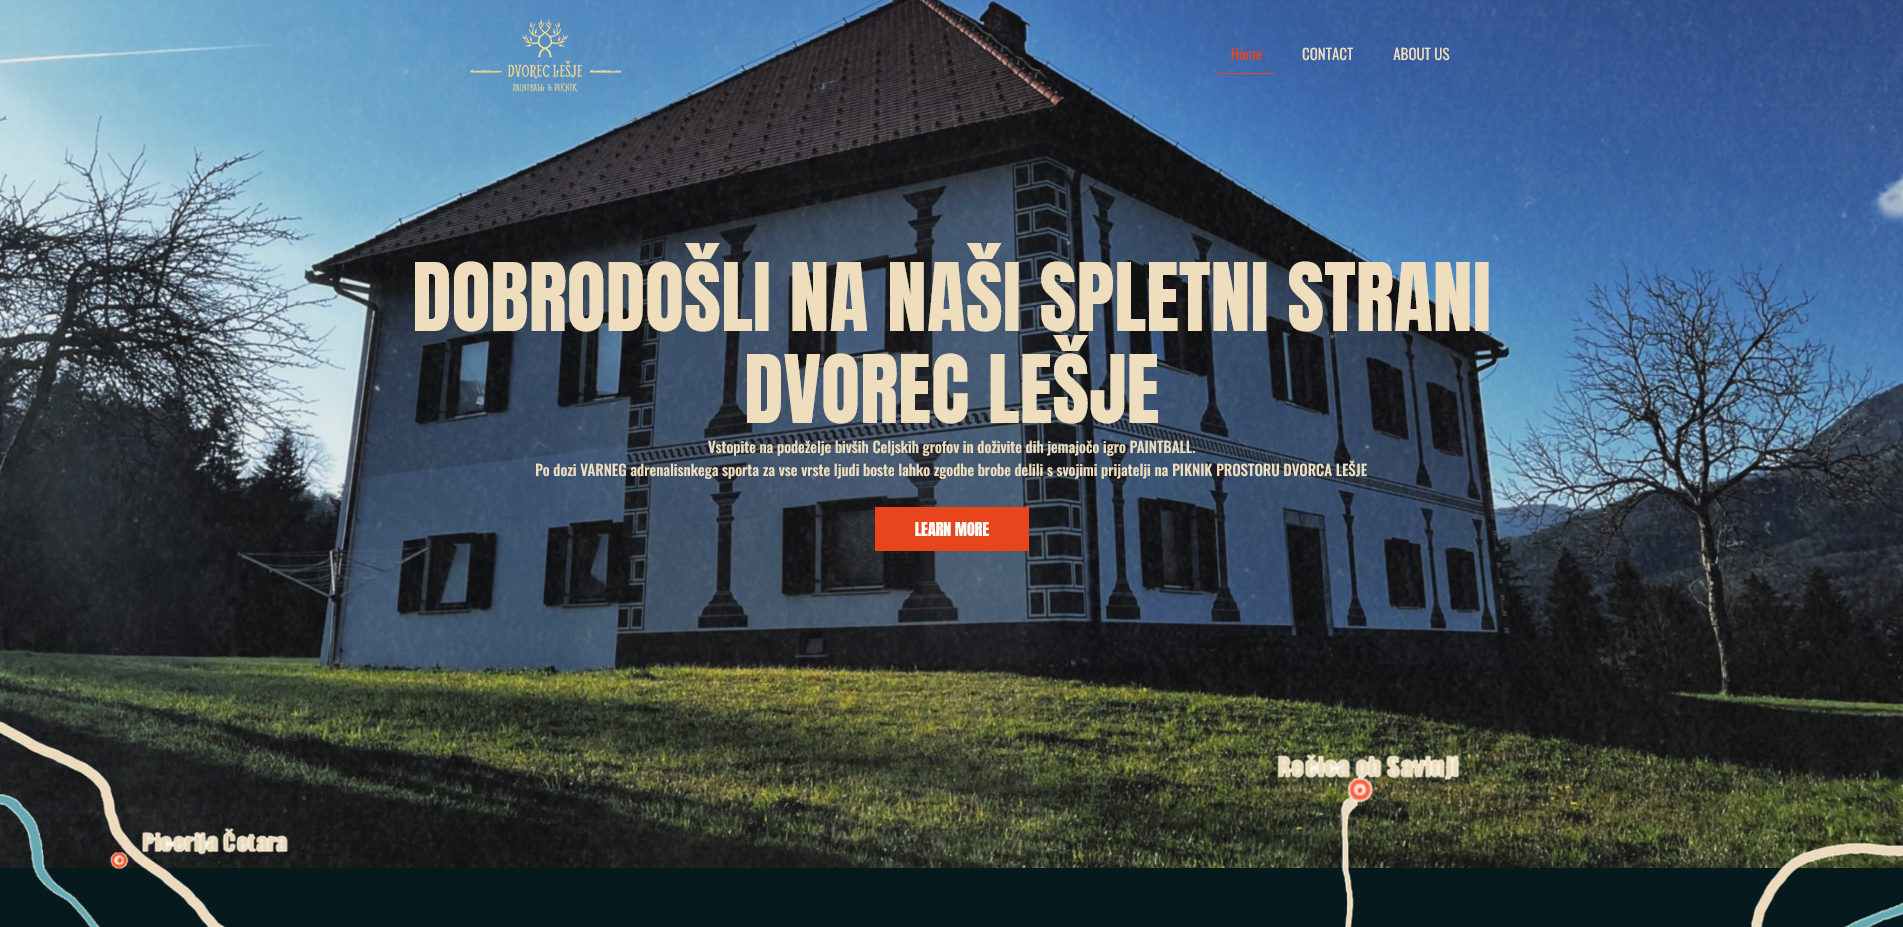 DVOREC LEŠJE
PAINTBALL & PIKNIK
Home
CONTACT
ABOUT US
DOBRODOŠLI NA NAŠI SPLETNI STRANI
DVOREC LEŠJE
Vstopite na podeželje bivših Celjskih grofov in doživite dih jemajočo igro PAINTBALL.
Po dozi VARNEG adrenalisnkega sporta za vse vrste ljudi boste lahko zgodbe brobe delili s svojimi prijatelji na PIKNIK PROSTORU DVORCA LEŠJE
LEARN MORE
Rečica ob Savinji
Picerija Čotara